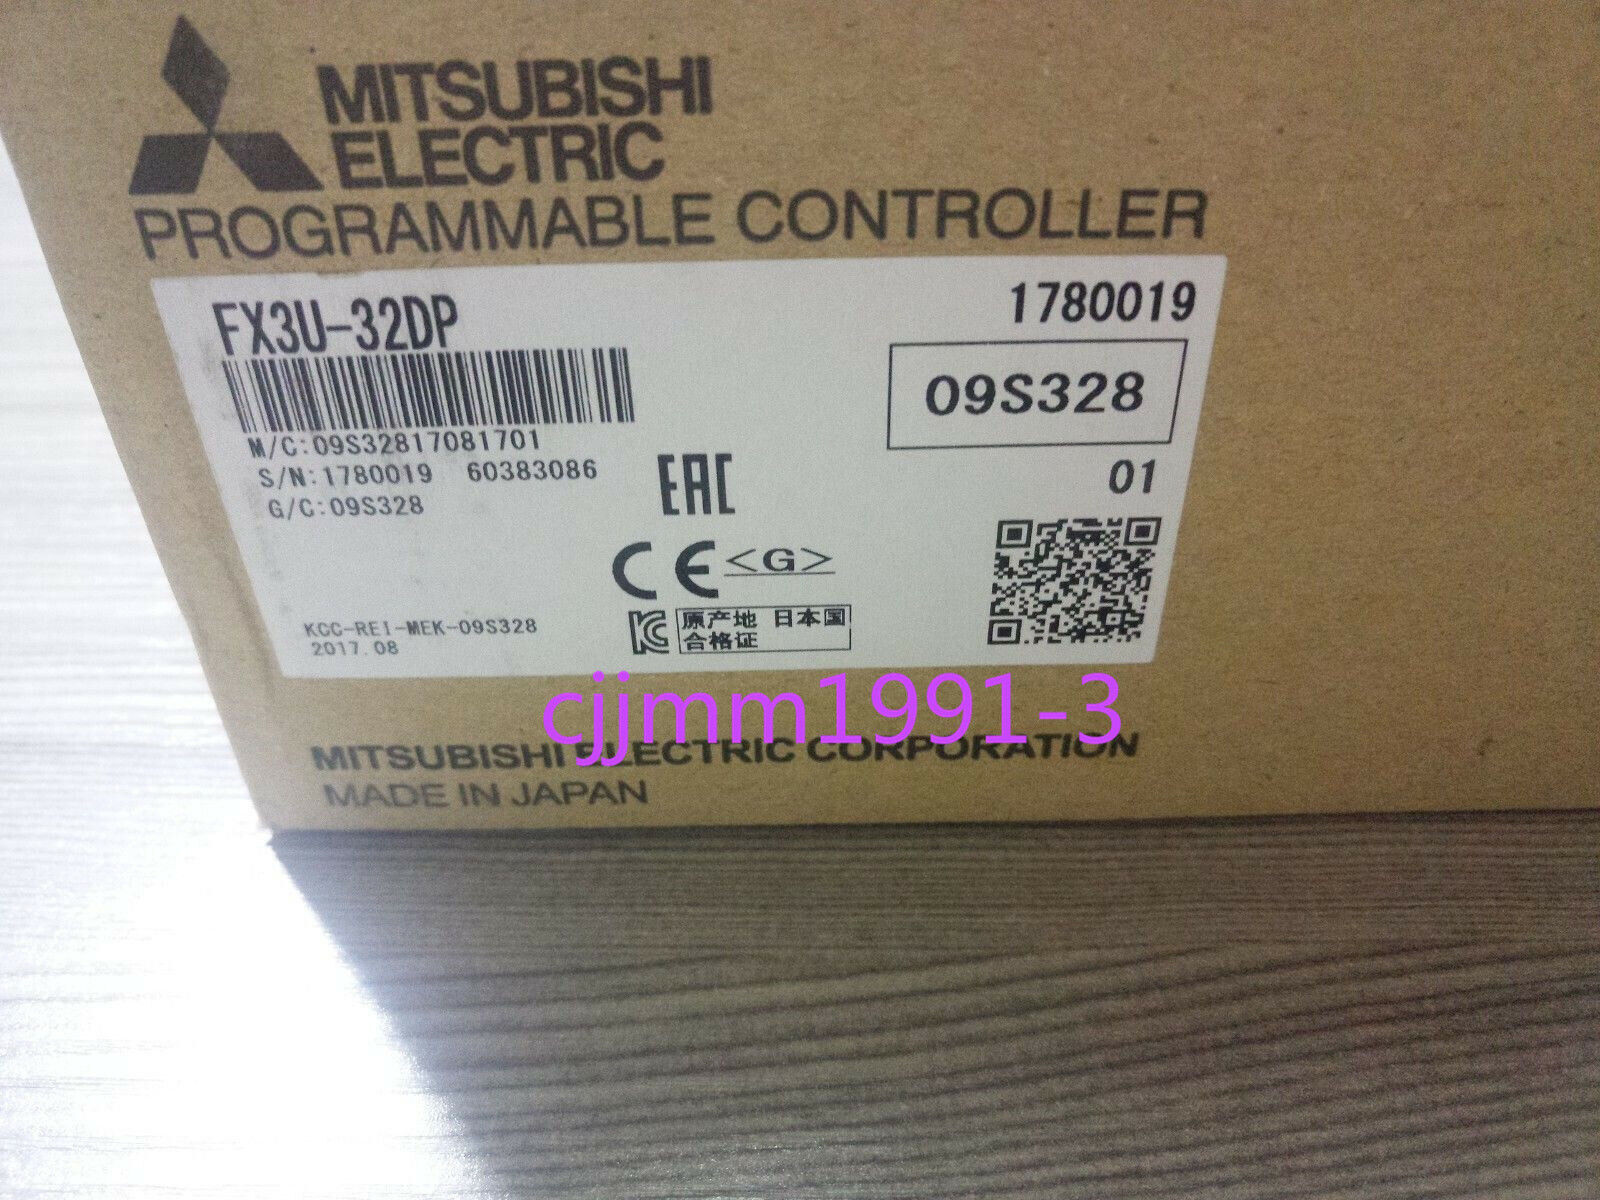 MITSUBISHI
ELECTRIC
PROGRAMMABLE CONTROLLER
FX3U-32DP
1780019
09S328
M/C:09S32817081701
S/N:1780019 60383086
G/C:09S328
EAC
01
CE <G>
KC 原产地 日本国
合格证
KCC-REI-MEK-09S328
2017.08
cjjmm1991-3
MITSUBISHI ELECTRIC CORPORATION
MADE IN JAPAN